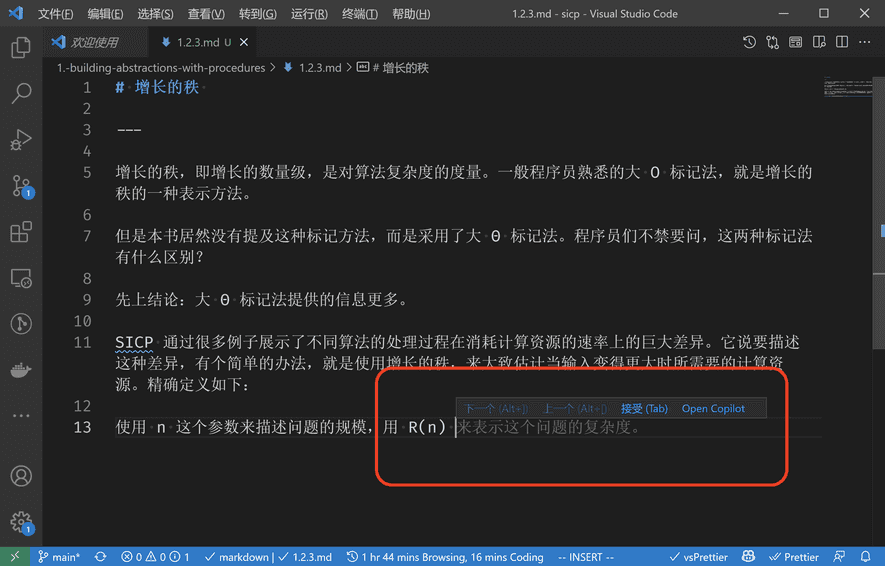 文件(F) 编辑(E) 选择(S) 查看(V) 转到(G) 运行(R) 终端(T) 帮助(H) 1.2.3.md - sicp - Visual Studio Code
欢迎使用 1.2.3.md U
1.-building-abstractions-with-procedures > 1.2.3.md > # 增长的秩
1 # 增长的秩
2
3 ---
4
5 增长的秩，即增长的数量级，是对算法复杂度的度量。一般程序员熟悉的大 O 标记法，就是增长的
秩的一种表示方法。
6
7 但是本书居然没有提及这种标记方法，而是采用了大 Θ 标记法。程序员们不禁要问，这两种标记法
有什么区别？
8
9 先上结论：大 Θ 标记法提供的信息更多。
10
11 SICP 通过很多例子展示了不同算法的处理过程在消耗计算资源的速率上的巨大差异。它说要描述
这种差异，有个简单的办法，就是使用增长的秩，来大致估计当输入变得更大时所需要的计算资
源。精确定义如下：
12
下一个 (Alt+]) 上一个 (Alt+[) 接受 (Tab) Open Copilot
13 使用 n 这个参数来描述问题的规模，用 R(n) 来表示这个问题的复杂度。
1
1
main* 0 0 1 markdown | 1.2.3.md 1 hr 44 mins Browsing, 16 mins Coding -- INSERT -- vsPrettier Prettier